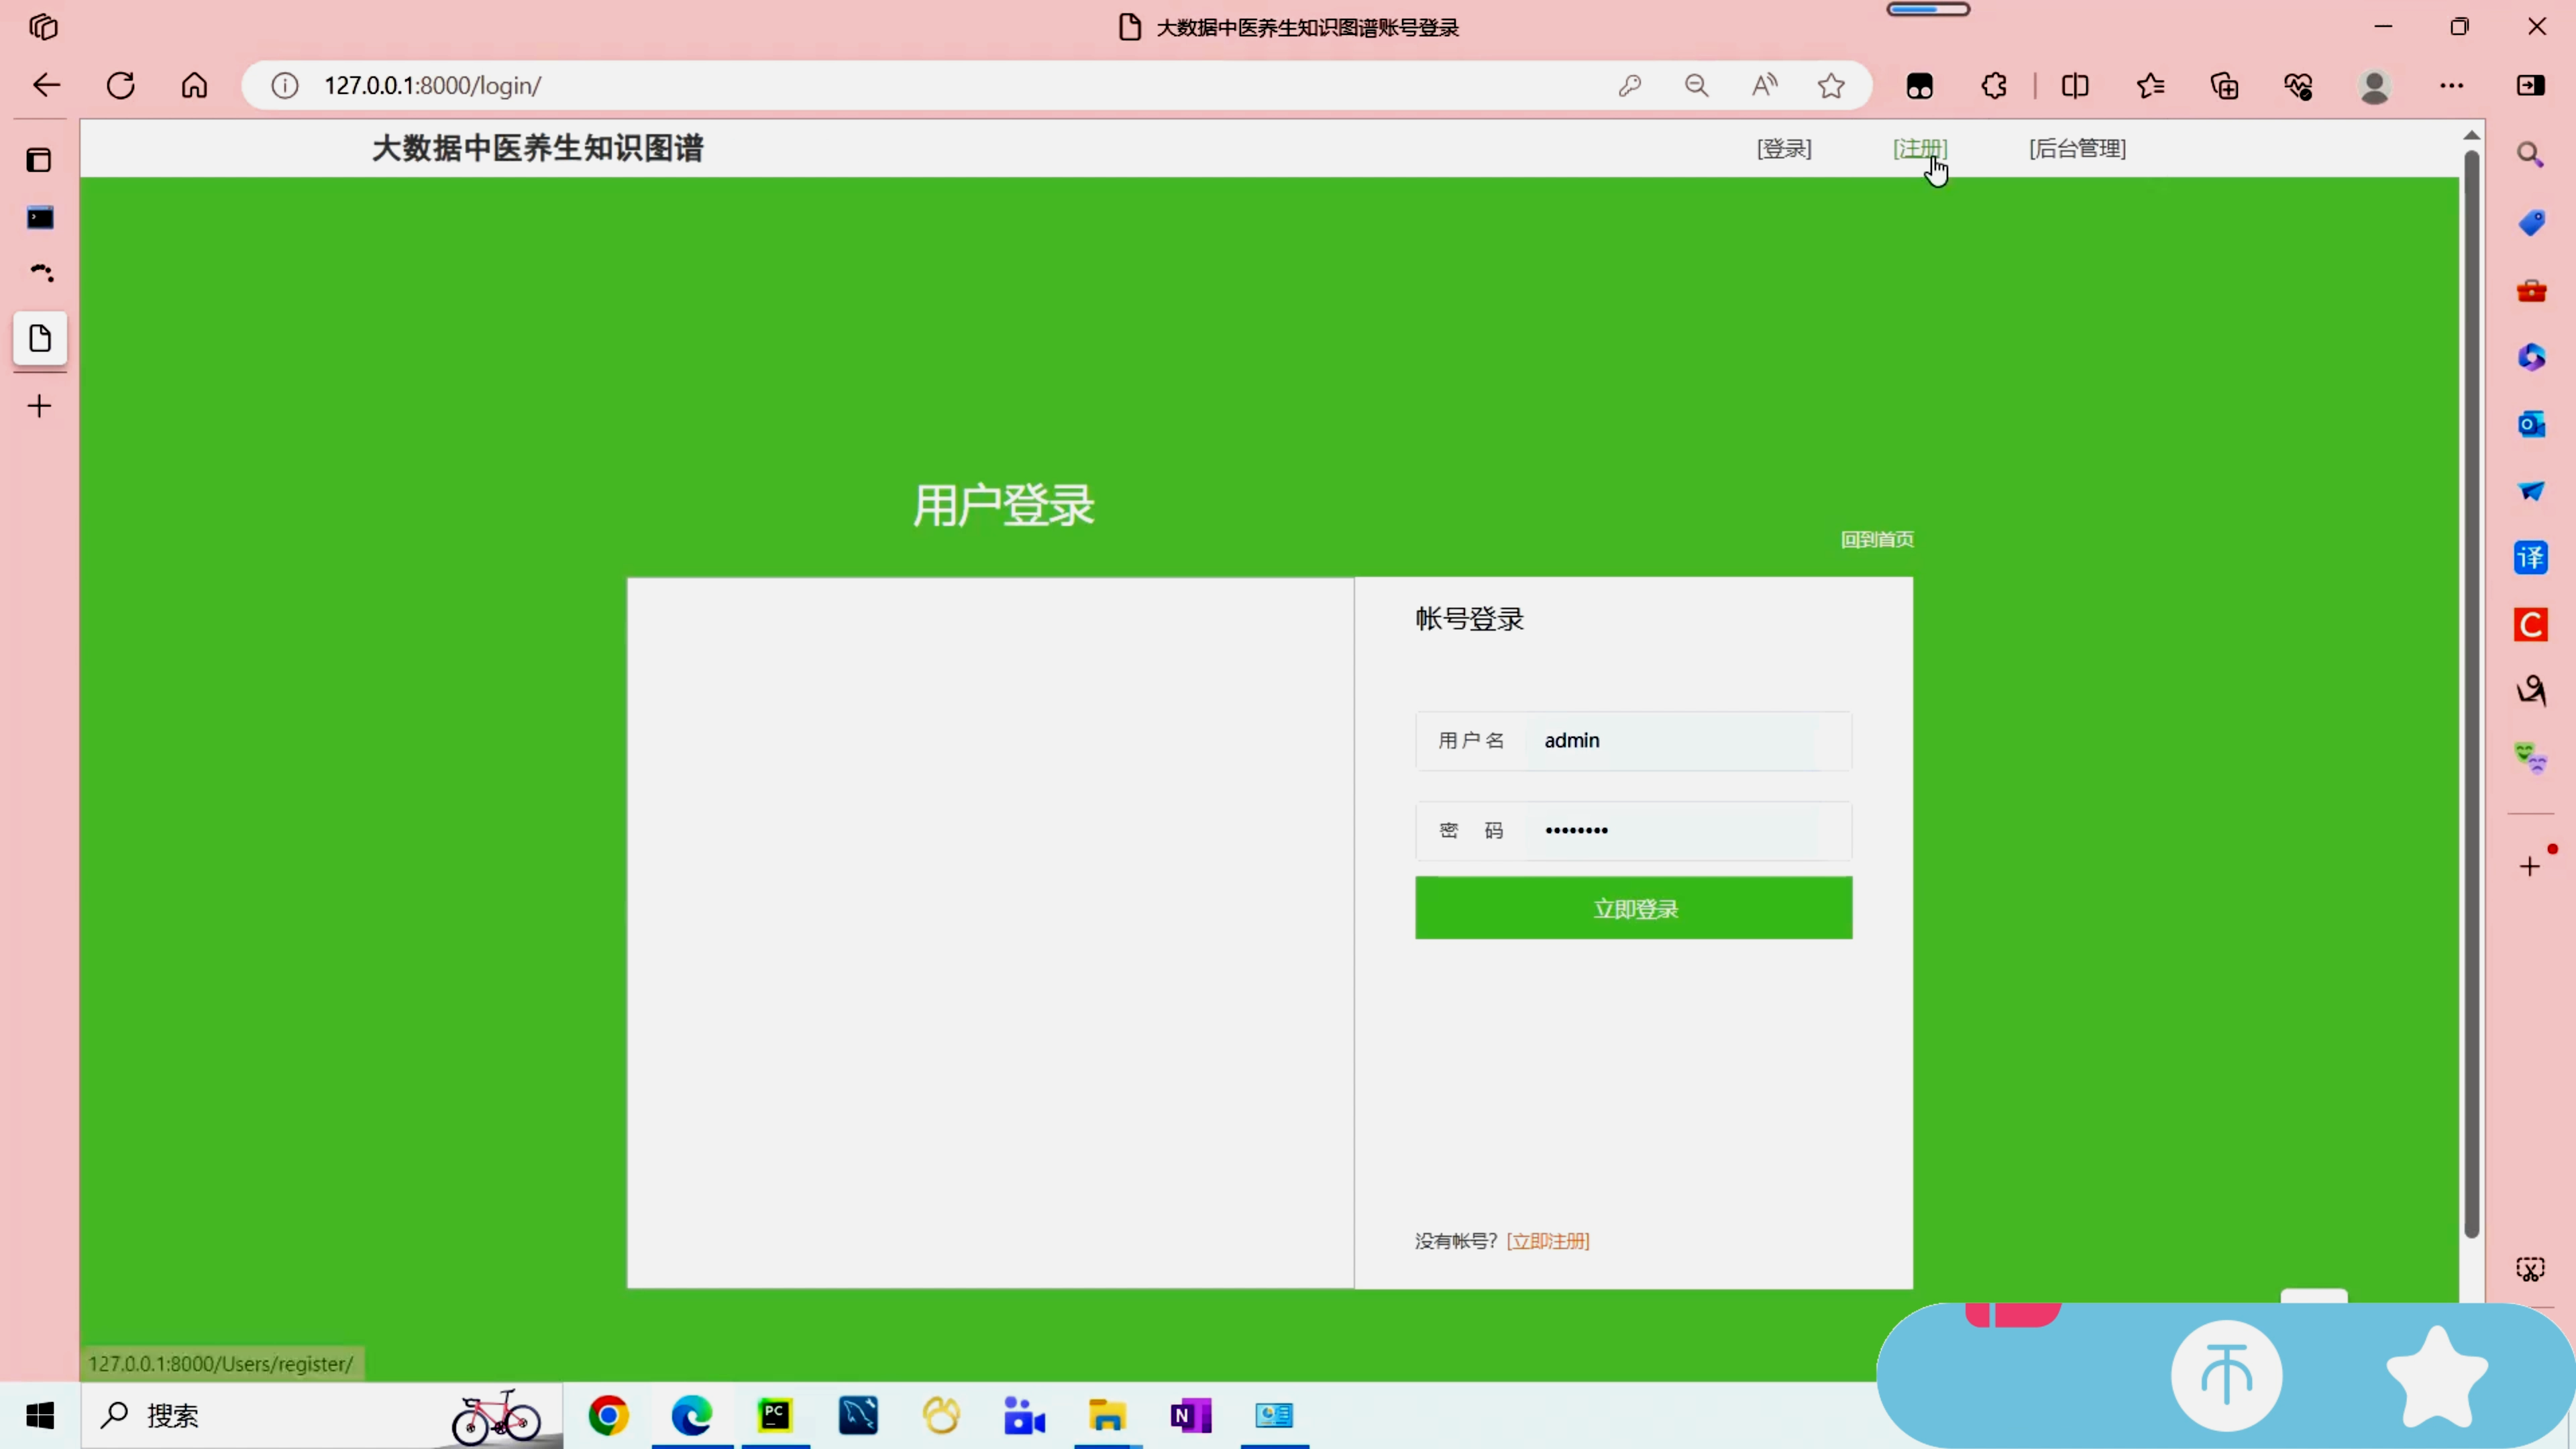 大数据中医养生知识图谱账号登录
127.0.0.1:8000/login/
大数据中医养生知识图谱
[登录]
[注册]
[后台管理]
用户登录
回到首页
帐号登录
用户名 admin
密 码 ••••••••
立即登录
没有帐号? [立即注册]
127.0.0.1:8000/Users/register/
搜索
PC
N
译
C